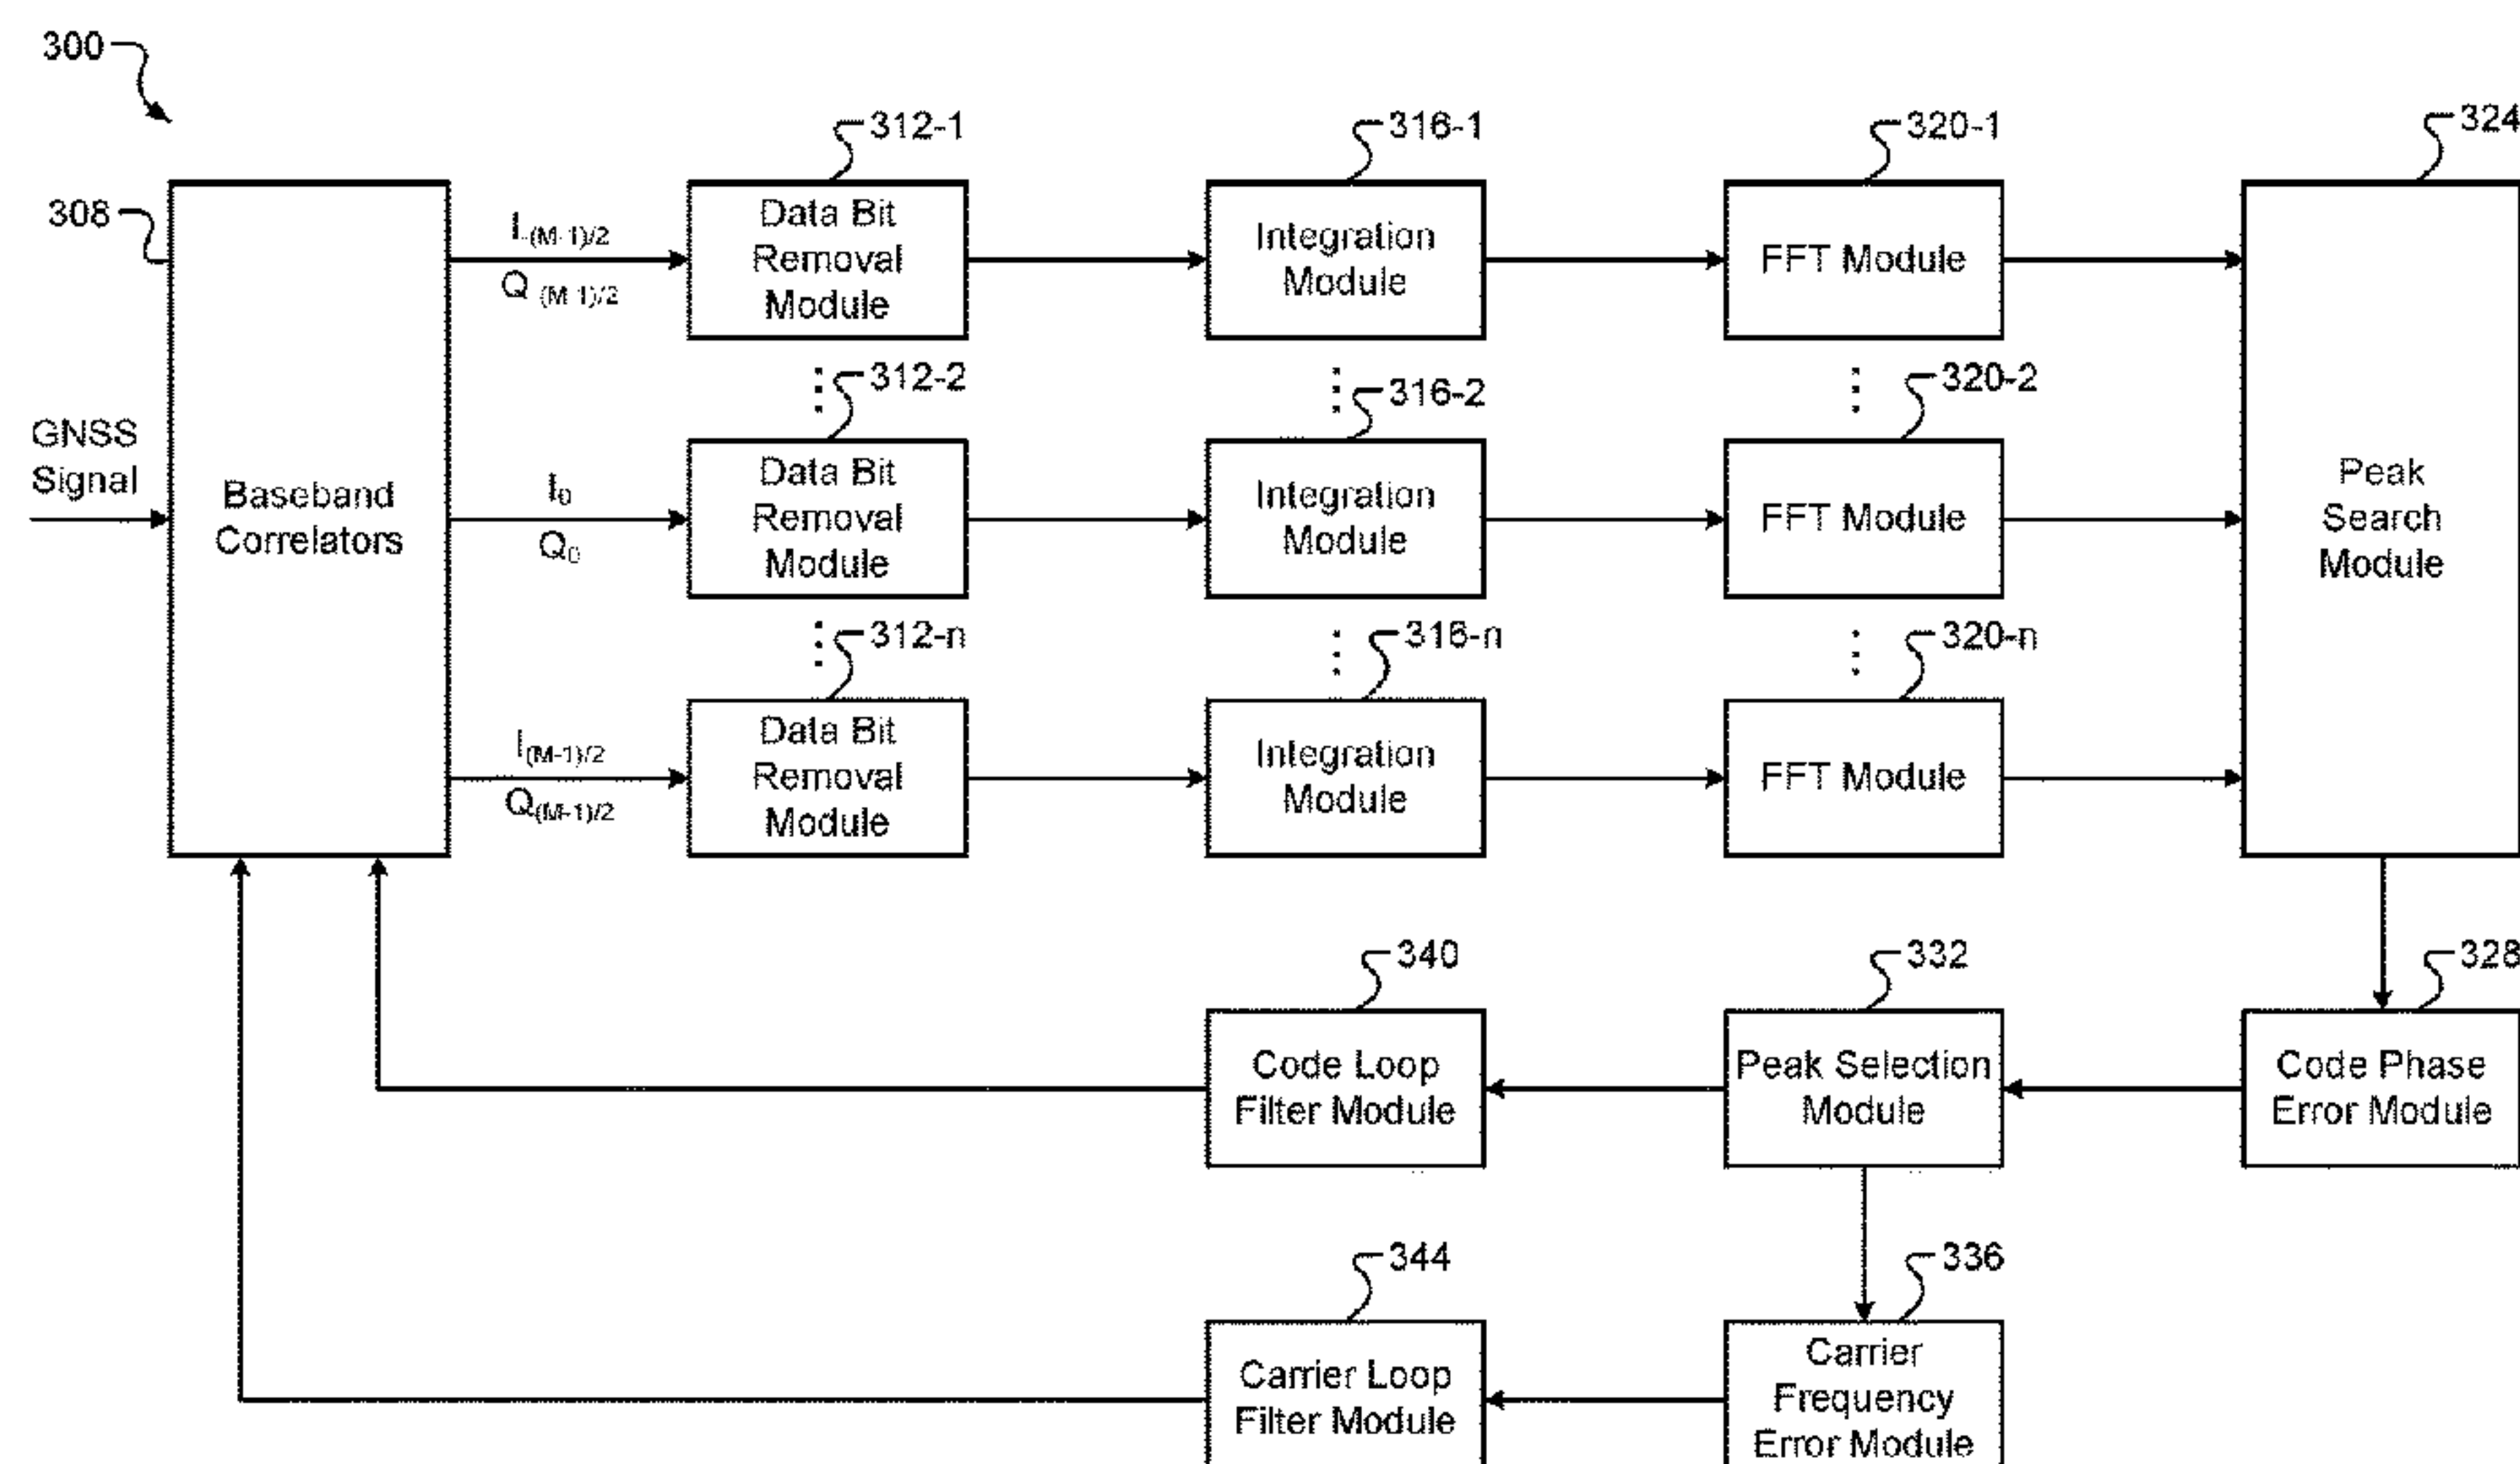 300
312-1
316-1
320-1
324
308
I-(M-1)/2
Q-(M-1)/2
Data Bit
Removal
Module
Integration
Module
FFT Module
312-2
316-2
320-2
GNSS
Signal
Baseband
Correlators
I0
Q0
Data Bit
Removal
Module
Integration
Module
FFT Module
Peak
Search
Module
312-n
316-n
320-n
I(M-1)/2
Q(M-1)/2
Data Bit
Removal
Module
Integration
Module
FFT Module
340
332
328
Code Loop
Filter Module
Peak Selection
Module
Code Phase
Error Module
344
336
Carrier Loop
Filter Module
Carrier
Frequency
Error Module